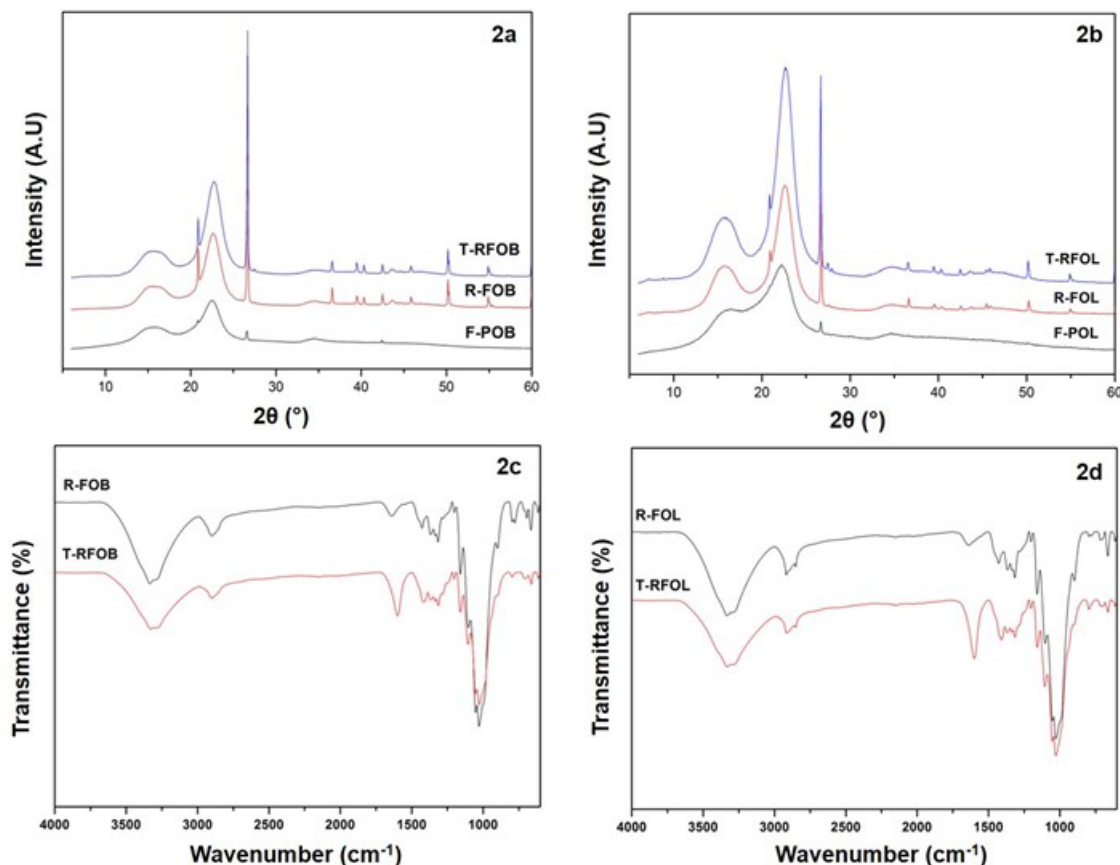 2a
Intensity (A.U)
T-RFOB
R-FOB
F-POB
10 20 30 40 50 60
2θ (°)
2b
Intensity (A.U)
T-RFOL
R-FOL
F-POL
10 20 30 40 50 60
2θ (°)
2c
R-FOB
T-RFOB
Transmittance (%)
4000 3500 3000 2500 2000 1500 1000
Wavenumber (cm⁻¹)
2d
R-FOL
T-RFOL
Transmittance (%)
4000 3500 3000 2500 2000 1500 1000
Wavenumber (cm⁻¹)